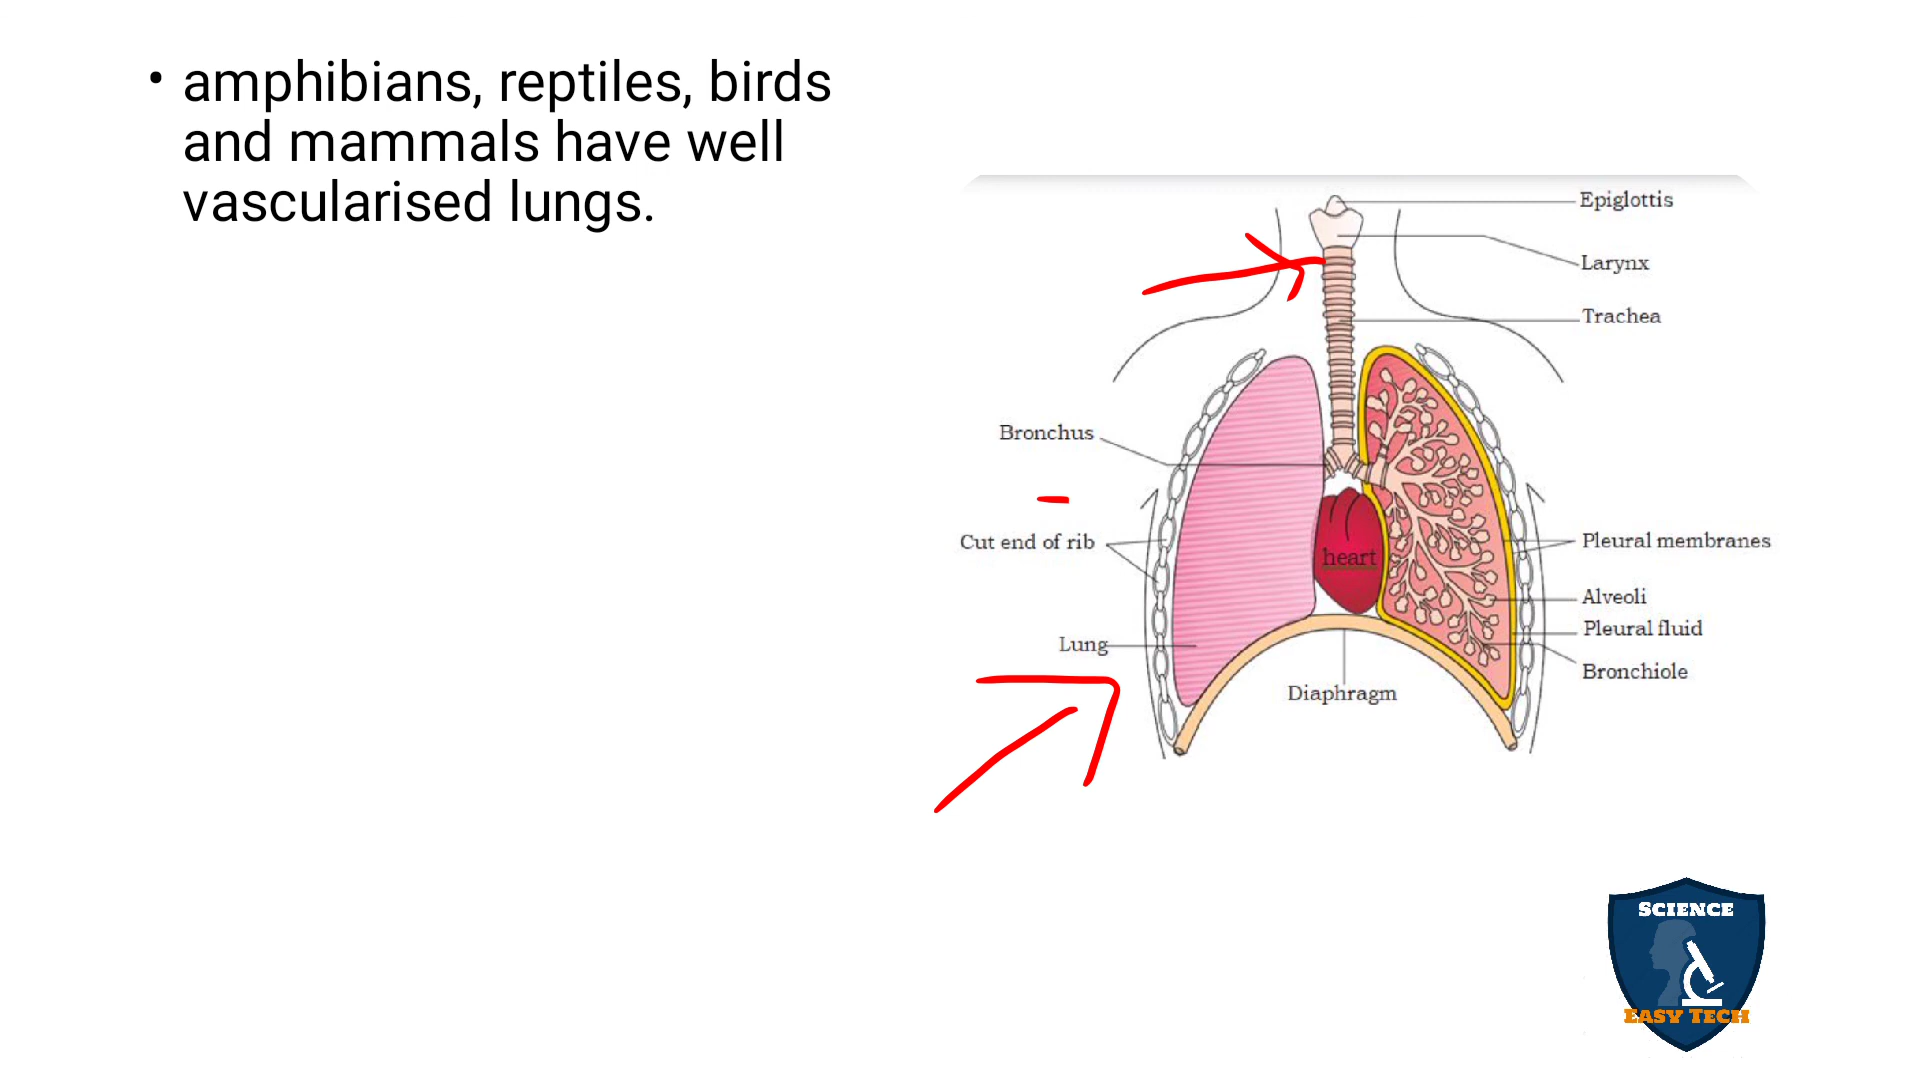 • amphibians, reptiles, birds
and mammals have well
vascularised lungs.
Epiglottis
Larynx
Trachea
Bronchus
Cut end of rib
heart
Pleural membranes
Alveoli
Pleural fluid
Lung
Bronchiole
Diaphragm
SCIENCE
EASY TECH